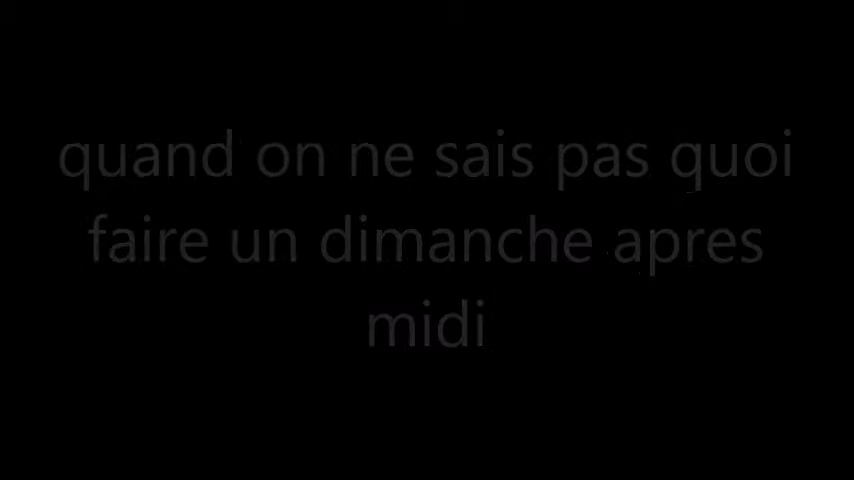 quand on ne sais pas quoi
faire un dimanche apres
midi